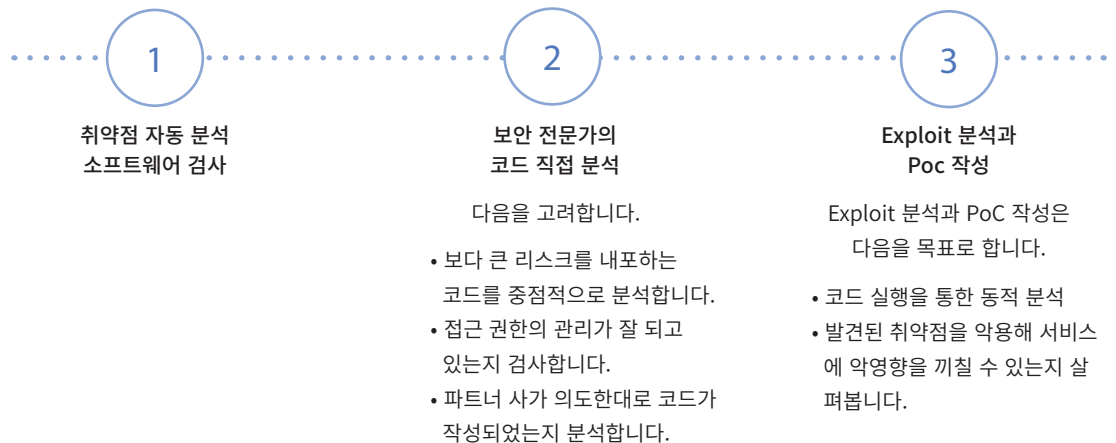 1
취약점 자동 분석
소프트웨어 검사
2
보안 전문가의
코드 직접 분석
다음을 고려합니다.
• 보다 큰 리스크를 내포하는
코드를 중점적으로 분석합니다.
• 접근 권한의 관리가 잘 되고
있는지 검사합니다.
• 파트너 사가 의도한대로 코드가
작성되었는지 분석합니다.
3
Exploit 분석과
Poc 작성
Exploit 분석과 PoC 작성은
다음을 목표로 합니다.
• 코드 실행을 통한 동적 분석
• 발견된 취약점을 악용해 서비스
에 악영향을 끼칠 수 있는지 살
펴봅니다.